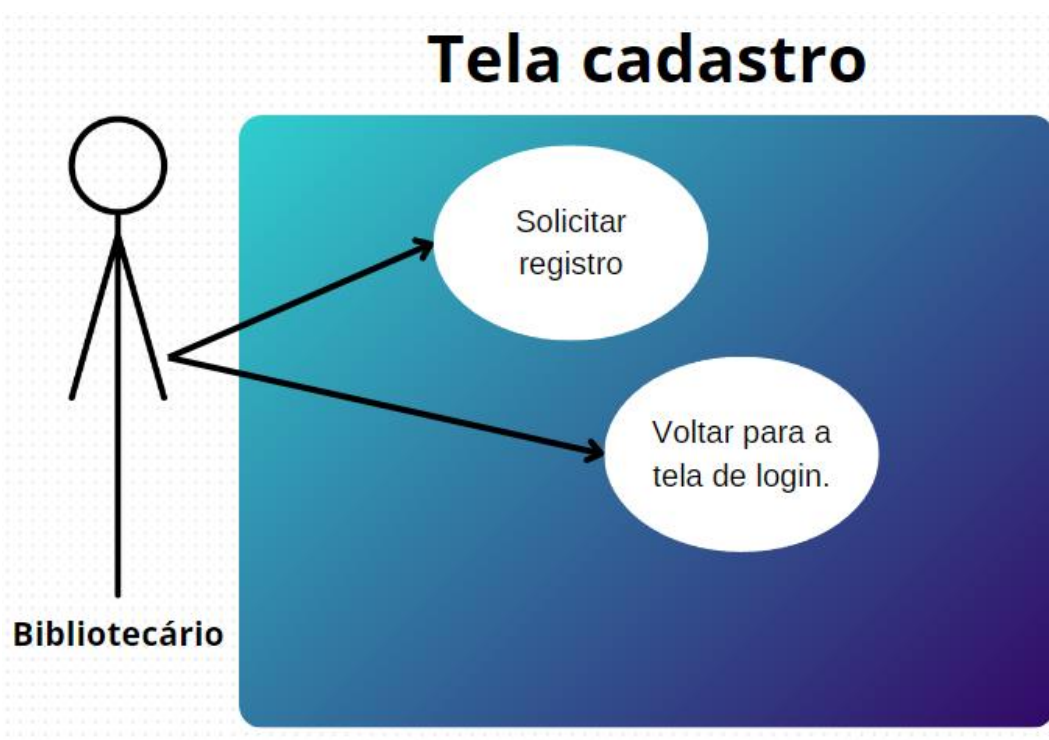 Tela cadastro
Solicitar
registro
Voltar para a
tela de login.
Bibliotecário